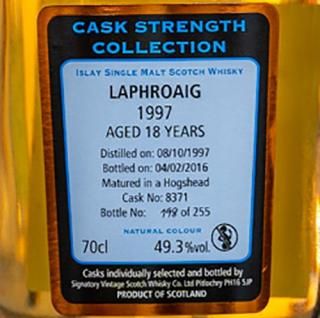 CASK STRENGTH
COLLECTION
ISLAY SINGLE MALT SCOTCH WHISKY
LAPHROAIG
1997
AGED 18 YEARS
Distilled on: 08/10/1997
Bottled on: 04/02/2016
Matured in a Hogshead
Cask No: 8371
Bottle No: 198 of 255
NATURAL COLOUR
70cl 49.3%vol.
Casks individually selected and bottled by
Signatory Vintage Scotch Whisky Co. Ltd Pitlochry PH16 5JP
PRODUCT OF SCOTLAND